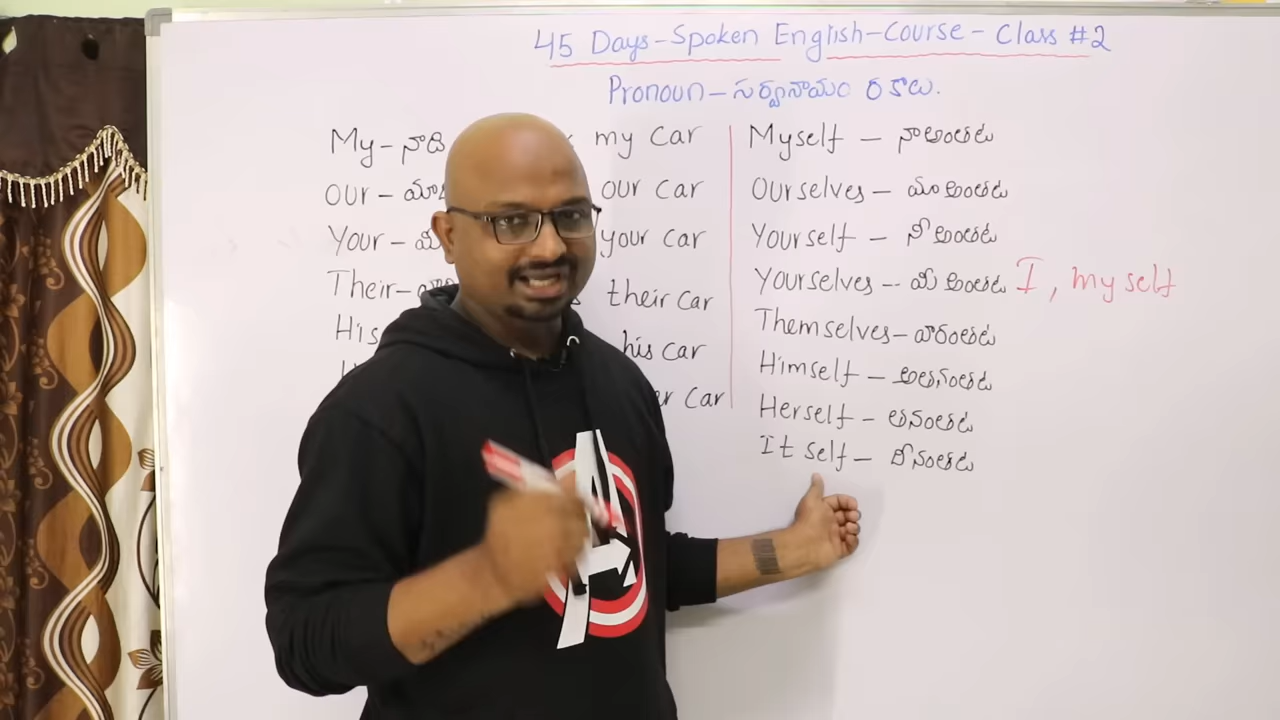 45 Days-Spoken English-Course - Class #2
Pronoun – సర్వనామం రకాలు.
My – నాది my car
our – our car
Your – your car
Their – their car
His his car
car
Myself – నాఅంతట
Ourselves – మాఅంతట
Yourself – నీఅంతట
Yourselves -- మీఅంతట I, my self
Themselves – వారంతట
Himself – అతనంతట
Herself – ఆమంతట
It self – దీనంతట